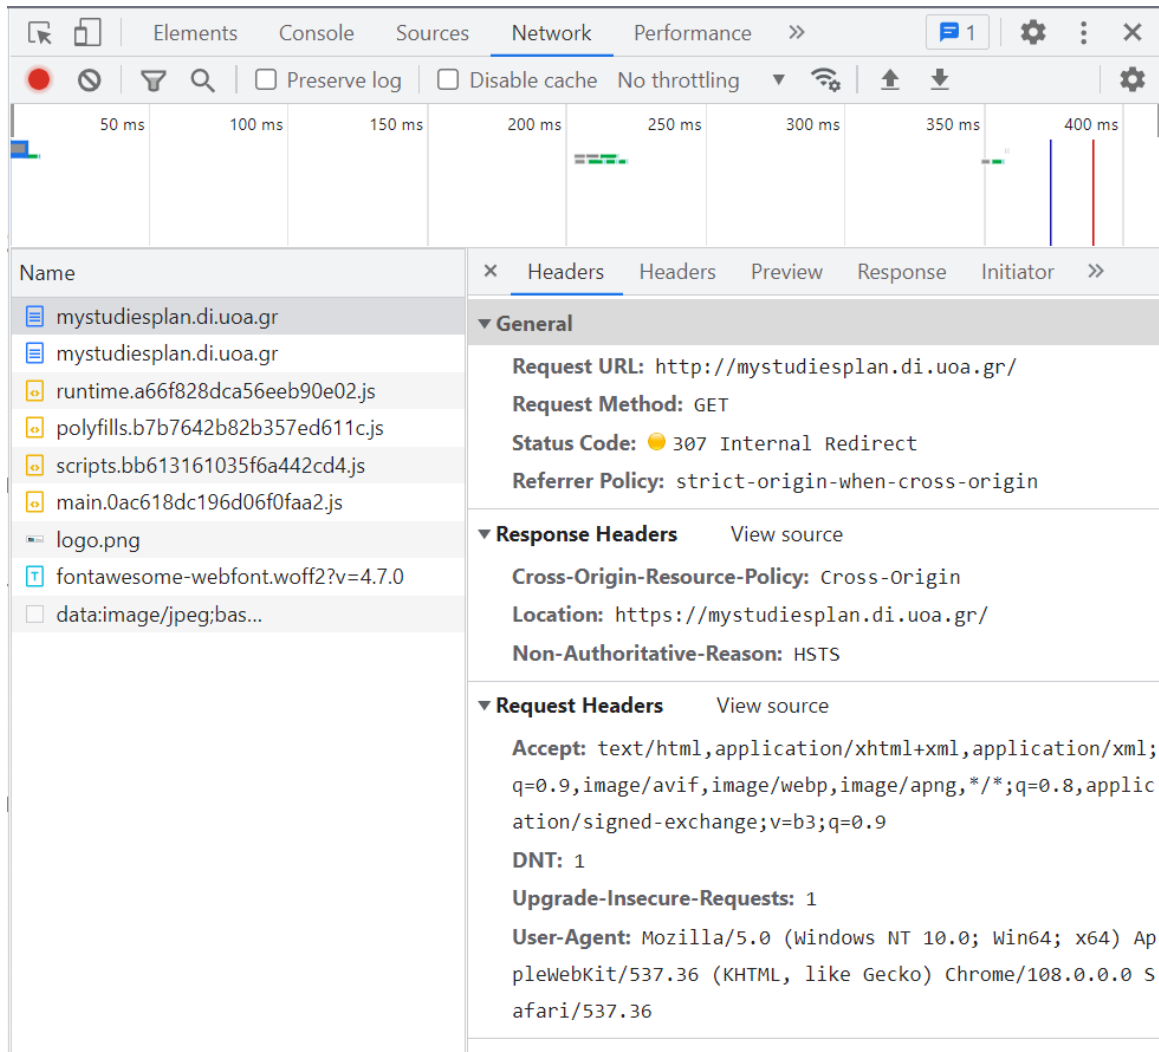 Elements Console Sources Network Performance » 1
Preserve log Disable cache No throttling
50 ms 100 ms 150 ms 200 ms 250 ms 300 ms 350 ms 400 ms
Name
mystudiesplan.di.uoa.gr
mystudiesplan.di.uoa.gr
runtime.a66f828dca56eeb90e02.js
polyfills.b7b7642b82b357ed611c.js
scripts.bb613161035f6a442cd4.js
main.0ac618dc196d06f0faa2.js
logo.png
fontawesome-webfont.woff2?v=4.7.0
data:image/jpeg;bas...
× Headers Headers Preview Response Initiator »
General
Request URL: http://mystudiesplan.di.uoa.gr/
Request Method: GET
Status Code: 307 Internal Redirect
Referrer Policy: strict-origin-when-cross-origin
Response Headers View source
Cross-Origin-Resource-Policy: Cross-Origin
Location: https://mystudiesplan.di.uoa.gr/
Non-Authoritative-Reason: HSTS
Request Headers View source
Accept: text/html,application/xhtml+xml,application/xml;
q=0.9,image/avif,image/webp,image/apng,*/*;q=0.8,applic
ation/signed-exchange;v=b3;q=0.9
DNT: 1
Upgrade-Insecure-Requests: 1
User-Agent: Mozilla/5.0 (Windows NT 10.0; Win64; x64) Ap
pleWebKit/537.36 (KHTML, like Gecko) Chrome/108.0.0.0 S
afari/537.36